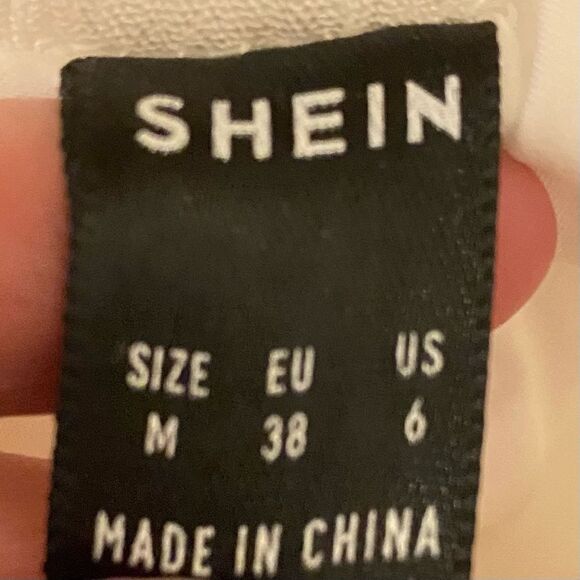 SHEIN
SIZE EU US
M 38 6
MADE IN CHINA